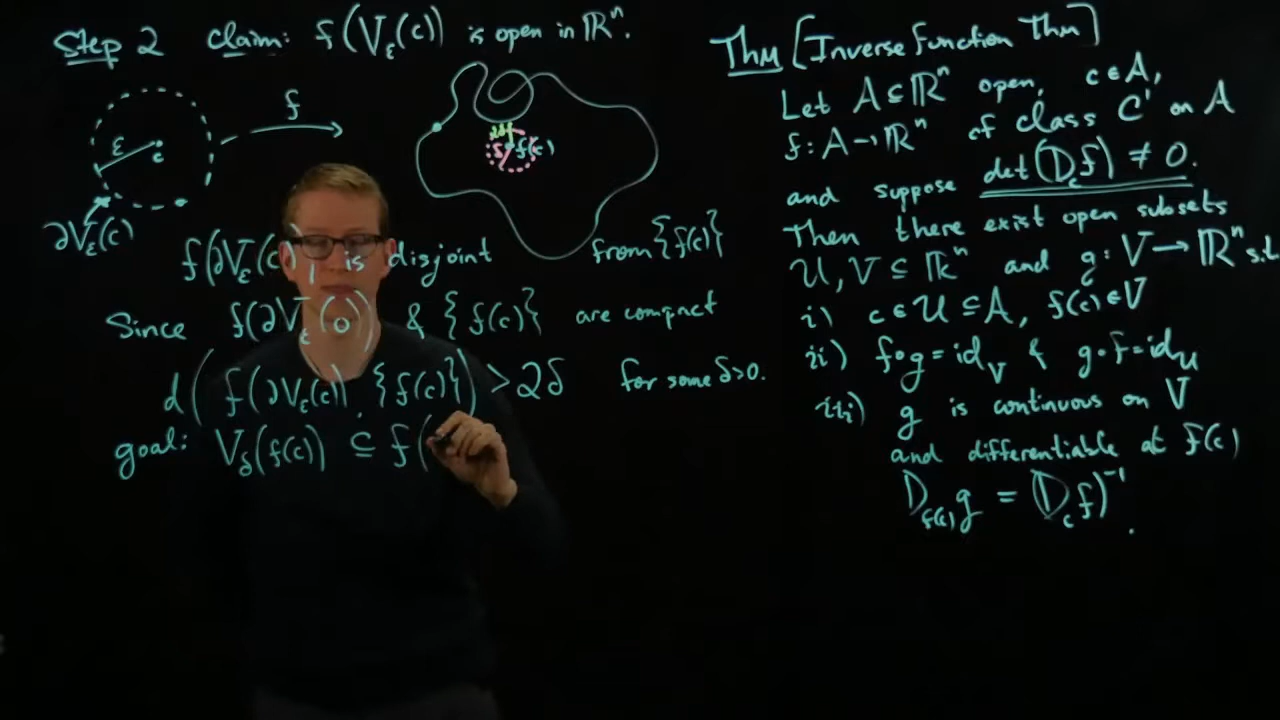 Step 2 claim: f(V_ε(c)) is open in ℝⁿ.
f
ε
c
2δ
δ
f(c)
∂V_ε(c)
f(∂V_ε(c)) is disjoint from {f(c)}
Since f(∂V_ε(0)) & {f(c)} are compact
d(f(∂V_ε(c)), {f(c)}) > 2δ for some δ>0.
goal: V_δ(f(c)) ⊆ f(
Thm [Inverse Function Thm]
Let A ⊆ ℝⁿ open, c ∈ A,
f: A → ℝⁿ of class C' on A
and suppose det(D_c f) ≠ 0.
Then there exist open subsets
U, V ⊆ ℝⁿ and g: V → ℝⁿ s.t.
i) c ∈ U ⊆ A, f(c) ∈ V
ii) f∘g = id_V & g∘f = id_U
iii) g is continuous on V
and differentiable at f(c)
D_f(c) g = (D_c f)⁻¹.